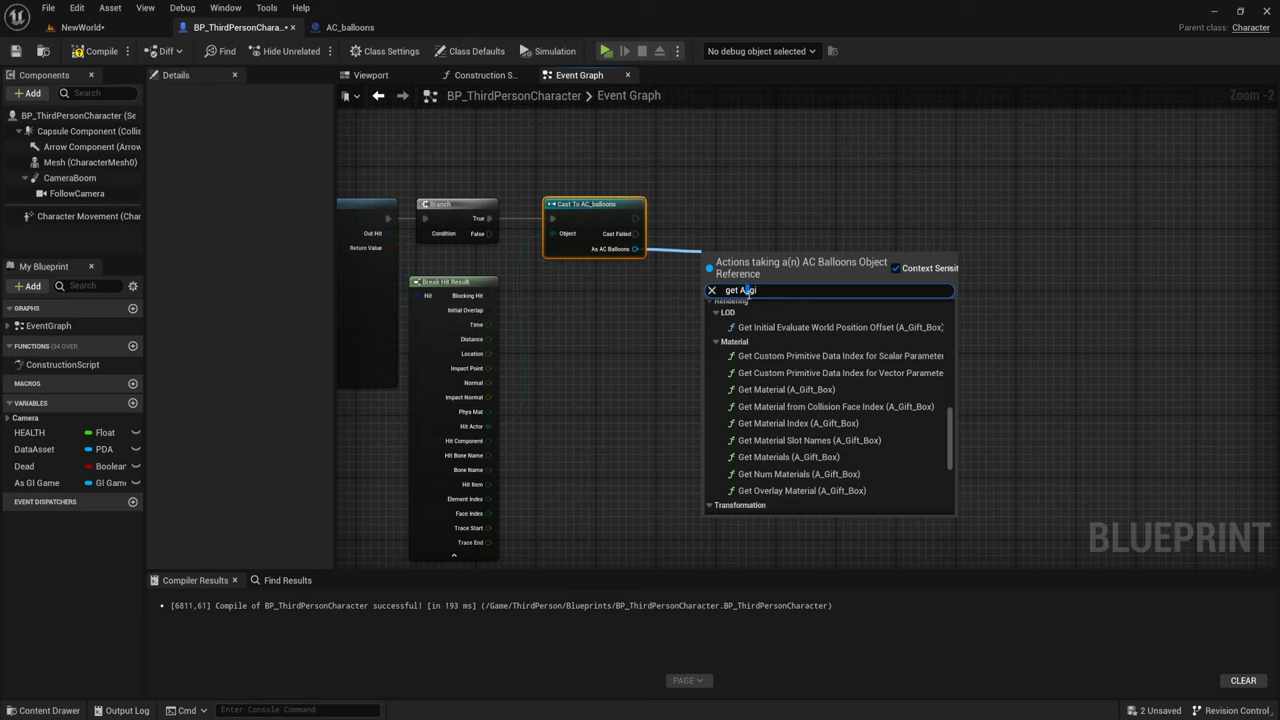 File Edit Asset View Debug Window Tools Help
NewWorld•
BP_ThirdPersonChara...•
AC_balloons
Parent class: Character
Compile
Diff
Find
Hide Unrelated
Class Settings
Class Defaults
Simulation
No debug object selected
Components
Details
Viewport
Construction S...
Event Graph
+ Add
Search
BP_ThirdPersonCharacter > Event Graph
Zoom -2
BP_ThirdPersonCharacter (Se
Capsule Component (Collis
Arrow Component (Arrow
Mesh (CharacterMesh0)
CameraBoom
FollowCamera
Character Movement (Cha
My Blueprint
+ Add
Search
GRAPHS
EventGraph
FUNCTIONS (34 OVER
ConstructionScript
MACROS
VARIABLES
Camera
HEALTH Float
DataAsset PDA
Dead Boolean
As GI Game GI Game
EVENT DISPATCHERS
Out Hit
Return Value
Branch
True
Condition False
Cast To AC_balloons
Object Cast Failed
As AC Balloons
Break Hit Result
Hit Blocking Hit
Initial Overlap
Time
Distance
Location
Impact Point
Normal
Impact Normal
Phys Mat
Hit Actor
Hit Component
Hit Bone Name
Bone Name
Hit Item
Element Index
Face Index
Trace Start
Trace End
Actions taking a(n) AC Balloons Object
Reference
Context Sensit
Rendering
LOD
Get Initial Evaluate World Position Offset (A_Gift_Box)
Material
Get Custom Primitive Data Index for Scalar Parameter
Get Custom Primitive Data Index for Vector Paramete
Get Material (A_Gift_Box)
Get Material from Collision Face Index (A_Gift_Box)
Get Material Index (A_Gift_Box)
Get Material Slot Names (A_Gift_Box)
Get Materials (A_Gift_Box)
Get Num Materials (A_Gift_Box)
Get Overlay Material (A_Gift_Box)
Transformation
BLUEPRINT
Compiler Results
Find Results
• [6811,61] Compile of BP_ThirdPersonCharacter successful! [in 193 ms] (/Game/ThirdPerson/Blueprints/BP_ThirdPersonCharacter.BP_ThirdPersonCharacter)
PAGE
CLEAR
Content Drawer
Output Log
Cmd
Enter Console Command
2 Unsaved
Revision Control